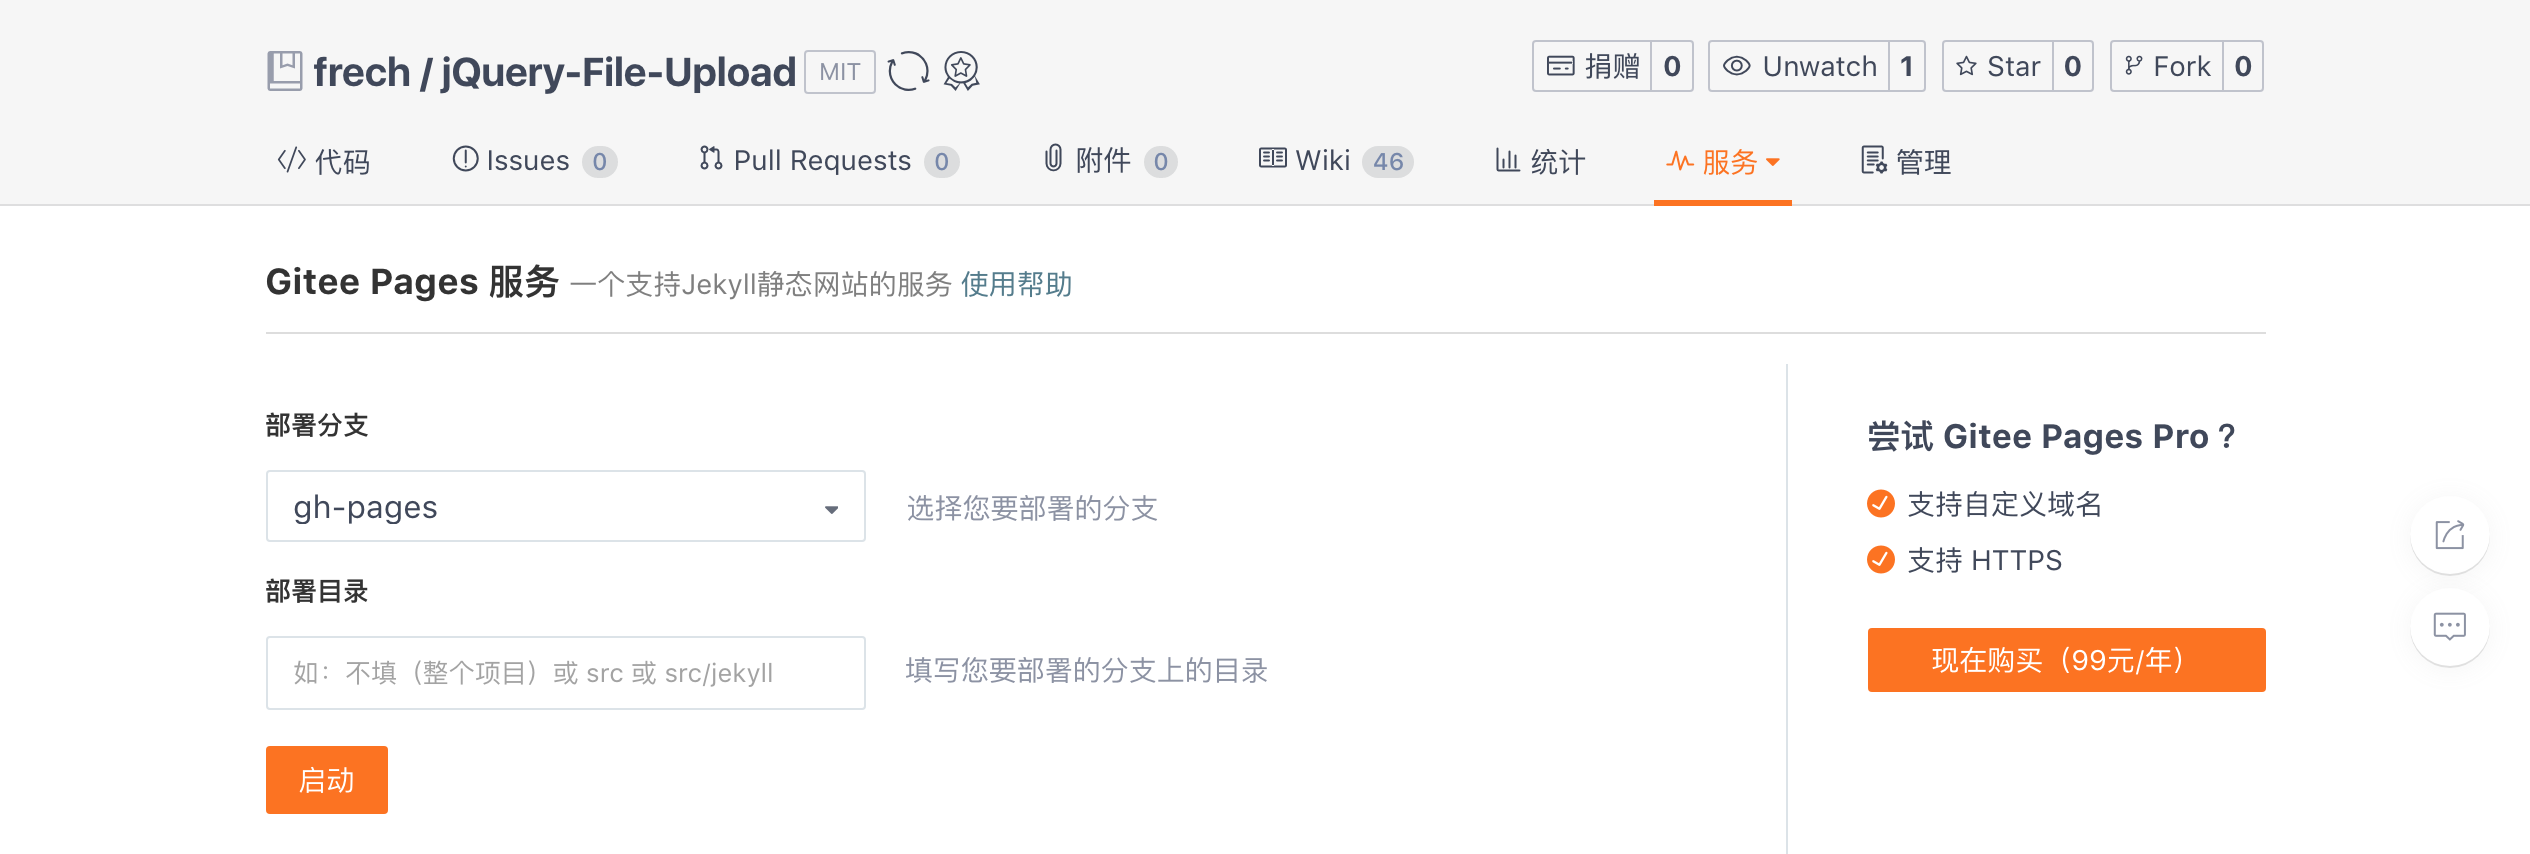 frech / jQuery-File-Upload MIT
捐赠 0 Unwatch 1 Star 0 Fork 0
代码 Issues 0 Pull Requests 0 附件 0 Wiki 46 统计 服务 管理
Gitee Pages 服务 一个支持Jekyll静态网站的服务 使用帮助
部署分支
gh-pages 选择您要部署的分支
部署目录
如：不填（整个项目）或 src 或 src/jekyll 填写您要部署的分支上的目录
启动
尝试 Gitee Pages Pro ?
支持自定义域名
支持 HTTPS
现在购买（99元/年）